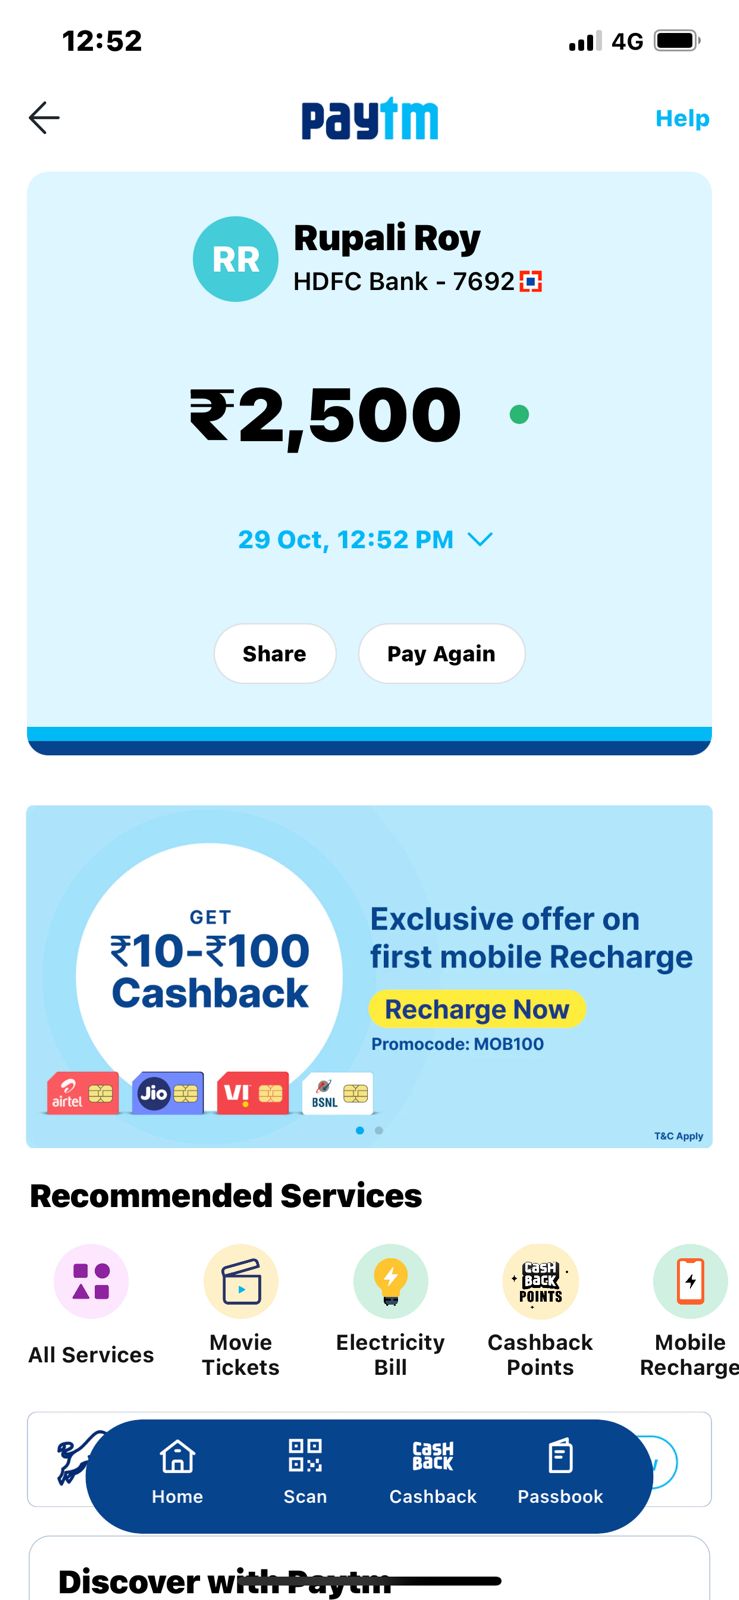 12:52 4G
paytm Help
RR Rupali Roy
HDFC Bank - 7692
₹2,500
29 Oct, 12:52 PM
Share Pay Again
GET
₹10-₹100
Cashback
Exclusive offer on
first mobile Recharge
Recharge Now
Promocode: MOB100
airtel Jio VI BSNL
T&C Apply
Recommended Services
CASH
BACK
POINTS
All Services
Movie
Tickets
Electricity
Bill
Cashback
Points
Mobile
Recharge
CASH
BACK
Home Scan Cashback Passbook
Discover with Paytm